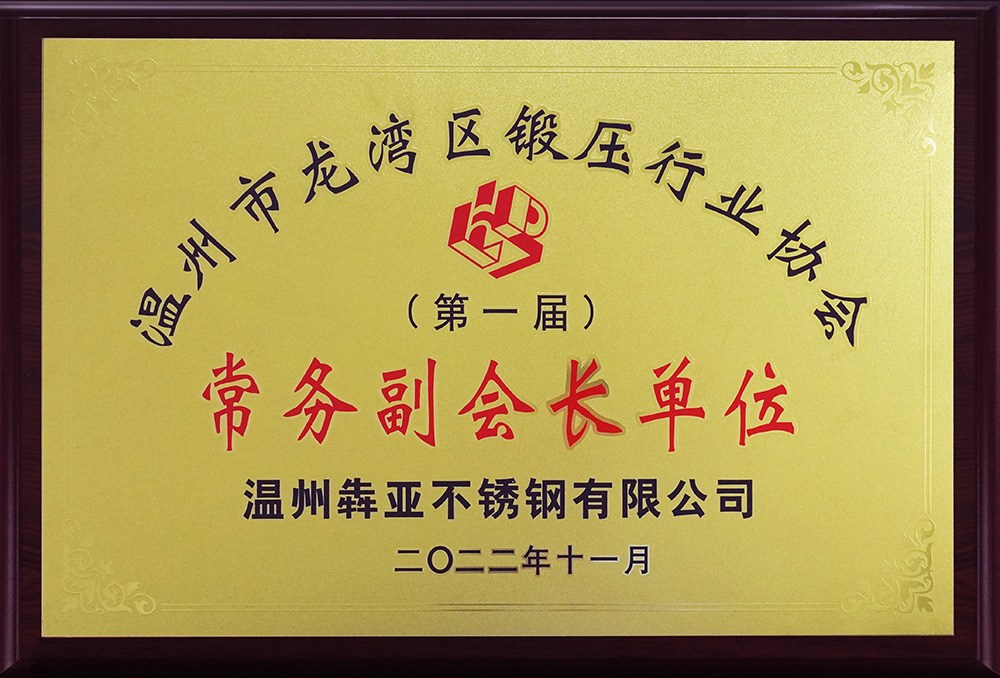 温州市龙湾区锻压行业协会
（第一届）
常务副会长单位
温州犇亚不锈钢有限公司
二〇二二年十一月